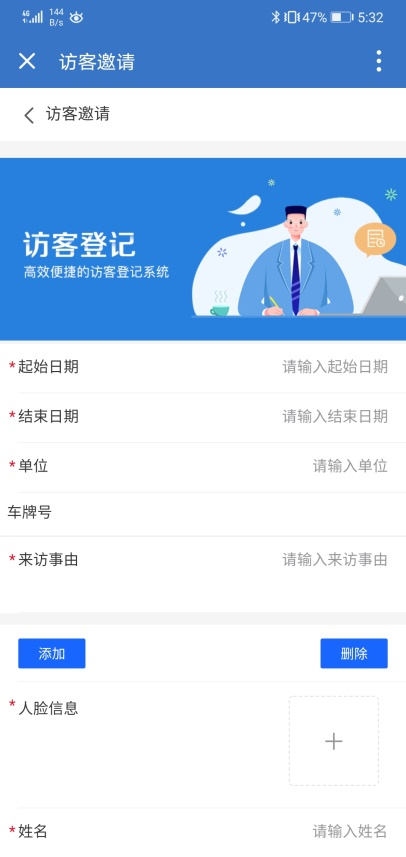 4G 144 B/s 47% 5:32
访客邀请
访客邀请
访客登记
高效便捷的访客登记系统
*起始日期 请输入起始日期
*结束日期 请输入结束日期
*单位 请输入单位
车牌号
*来访事由 请输入来访事由
添加 删除
*人脸信息
*姓名 请输入姓名